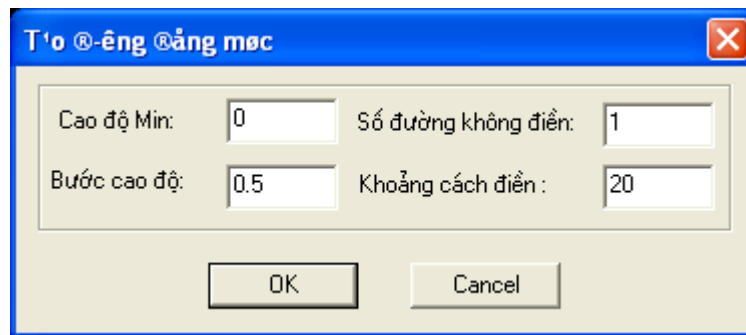 T¹o ®-êng ®ång møc
Cao độ Min: 0 Số đường không điền: 1
Bước cao độ: 0.5 Khoảng cách điền : 20
OK Cancel